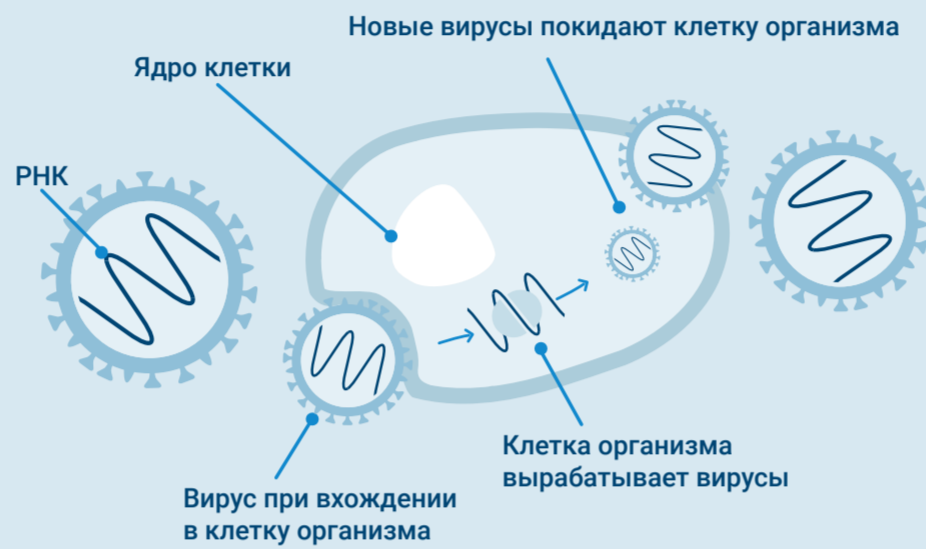 Новые вирусы покидают клетку организма
Ядро клетки
РНК
Клетка организма
вырабатывает вирусы
Вирус при вхождении
в клетку организма